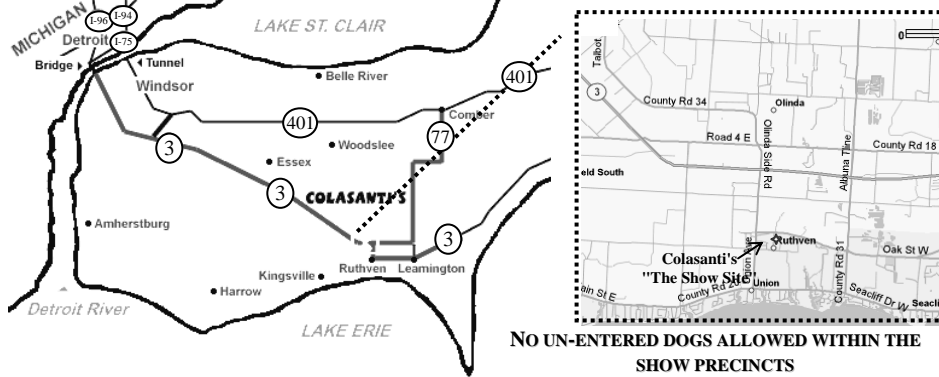 MICHIGAN
I-96
I-94
I-75
Detroit
Bridge
Tunnel
Windsor
LAKE ST. CLAIR
Belle River
401
401
Comber
77
3
Woodslee
Essex
3
COLASANTI'S
Amherstburg
3
Ruthven
Leamington
Kingsville
Harrow
Detroit River
LAKE ERIE
0
Talbot
3
County Rd 34
Olinda
Road 4 E
Olinda Side Rd
County Rd 18
eld South
Ruthven
Oak St W
Colasanti's
"The Show Site"
County Rd 31
County Rd 20
Union
ain St E
Seacliff Dr W
Seacli
NO UN-ENTERED DOGS ALLOWED WITHIN THE
SHOW PRECINCTS